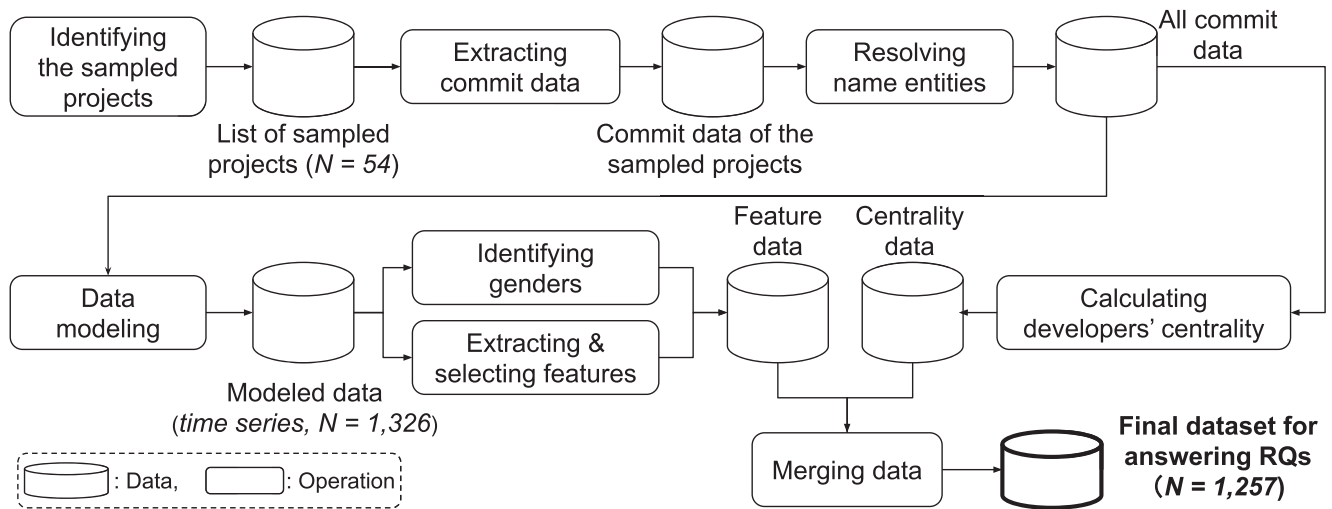 Identifying
the sampled
projects
List of sampled
projects (N = 54)
Extracting
commit data
Commit data of the
sampled projects
Resolving
name entities
All commit
data
Data
modeling
Modeled data
(time series, N = 1,326)
Identifying
genders
Extracting &
selecting features
Feature
data
Centrality
data
Calculating
developers’ centrality
Merging data
Final dataset for
answering RQs
(N = 1,257)
: Data,
: Operation